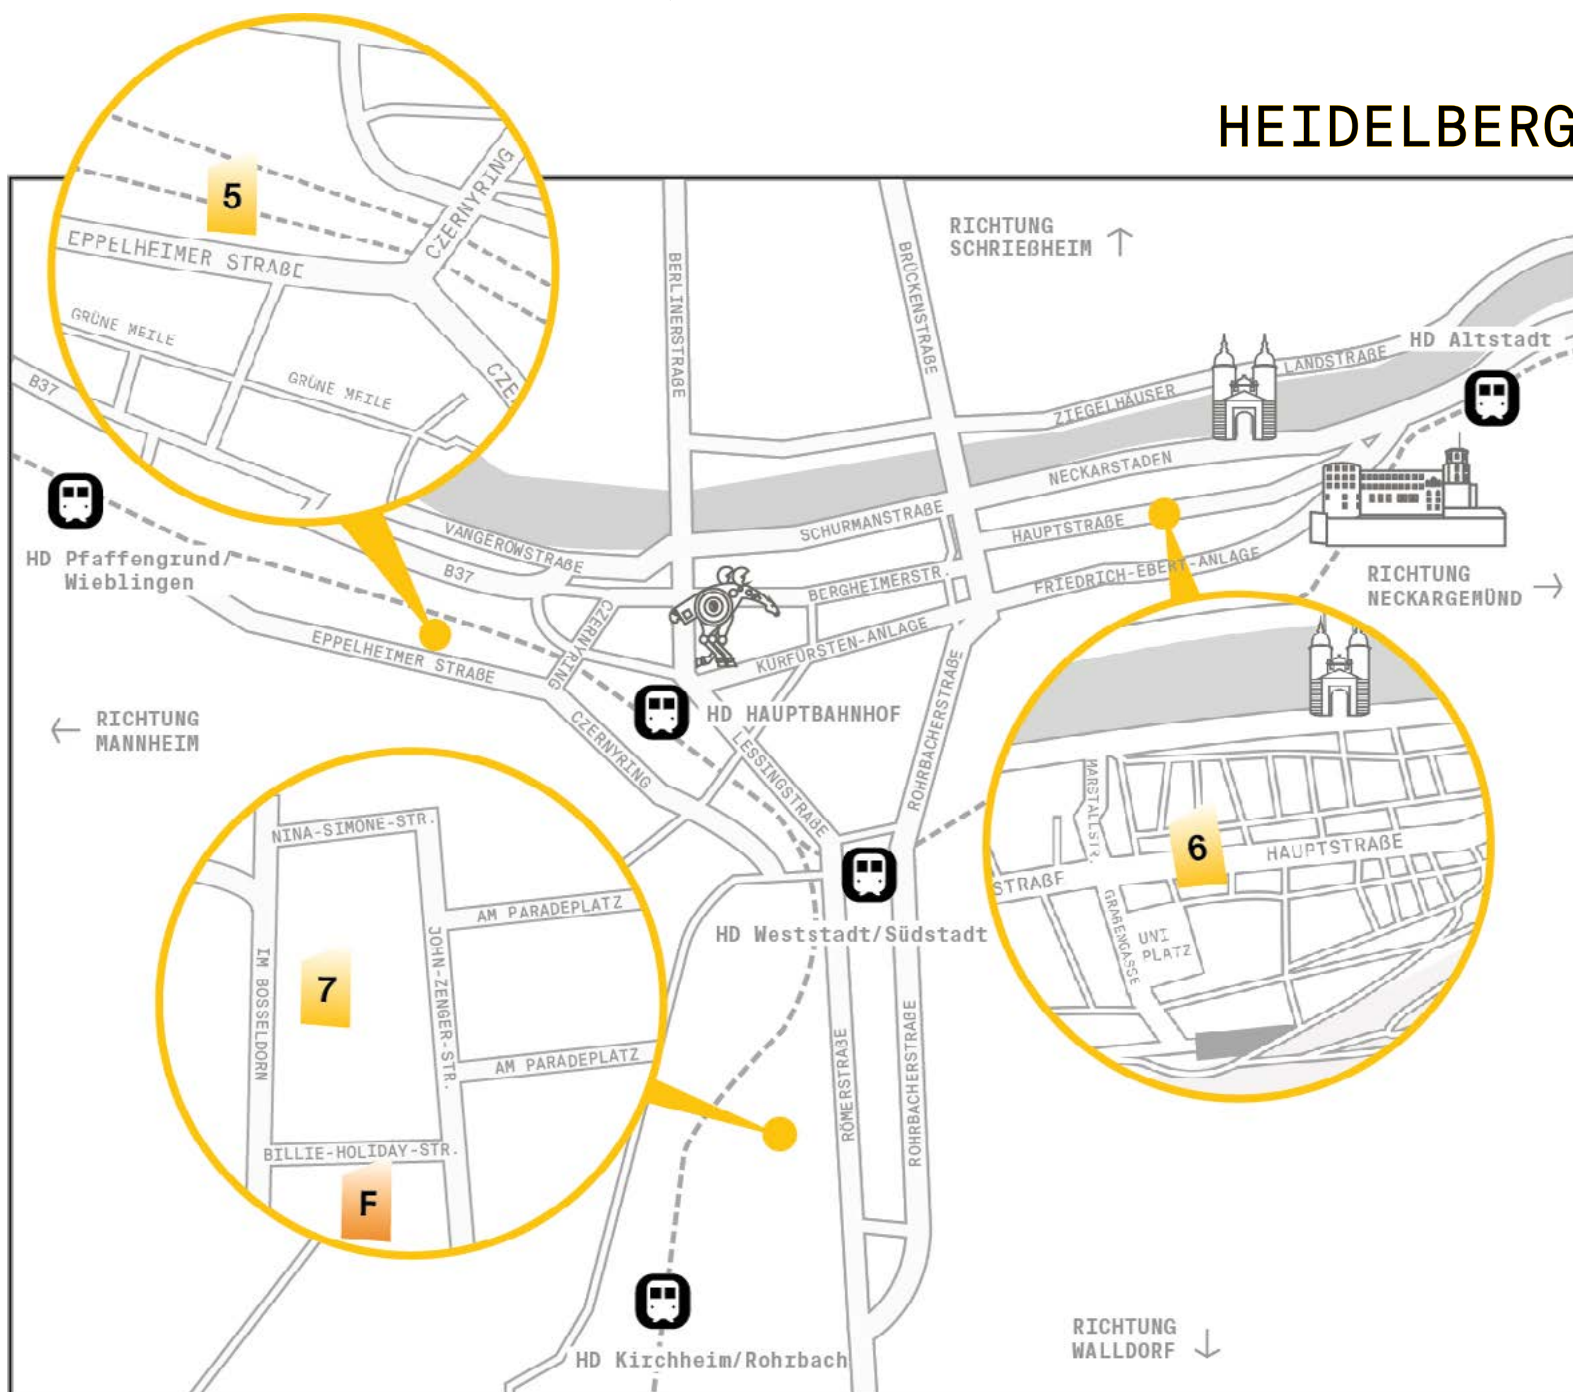 HEIDELBERG
5
EPPELHEIMER STRAßE
CZERNYRING
GRÜNE MEILE
GRÜNE MEILE
CZE
B37
BERLINERSTRAßE
BRÜCKENSTRAßE
RICHTUNG
SCHRIEßHEIM
HD Altstadt
ZIEGELHÄUSER
LANDSTRAßE
NECKARSTADEN
HAUPTSTRAßE
SCHURMANSTRAßE
VANGEROWSTRAßE
B37
BERGHEIMERSTR.
FRIEDRICH-EBERT-ANLAGE
KURFÜRSTEN-ANLAGE
HD Pfaffengrund/
Wieblingen
EPPELHEIMER STRAßE
CZERNYRING
CZERNYRING
RICHTUNG
NECKARGEMÜND
RICHTUNG
MANNHEIM
HD HAUPTBAHNHOF
LESSINGSTRAßE
ROHRBACHERSTRAßE
HD Weststadt/Südstadt
MARSTALLSTR.
6
HAUPTSTRAßE
STRAßE
GRABENGASSE
UNI
PLATZ
NINA-SIMONE-STR.
AM PARADEPLATZ
IM BOSSELDORN
JOHN-ZENGER-STR.
7
AM PARADEPLATZ
BILLIE-HOLIDAY-STR.
F
RÖMERSTRAßE
ROHRBACHERSTRAßE
HD Kirchheim/Rohrbach
RICHTUNG
WALLDORF